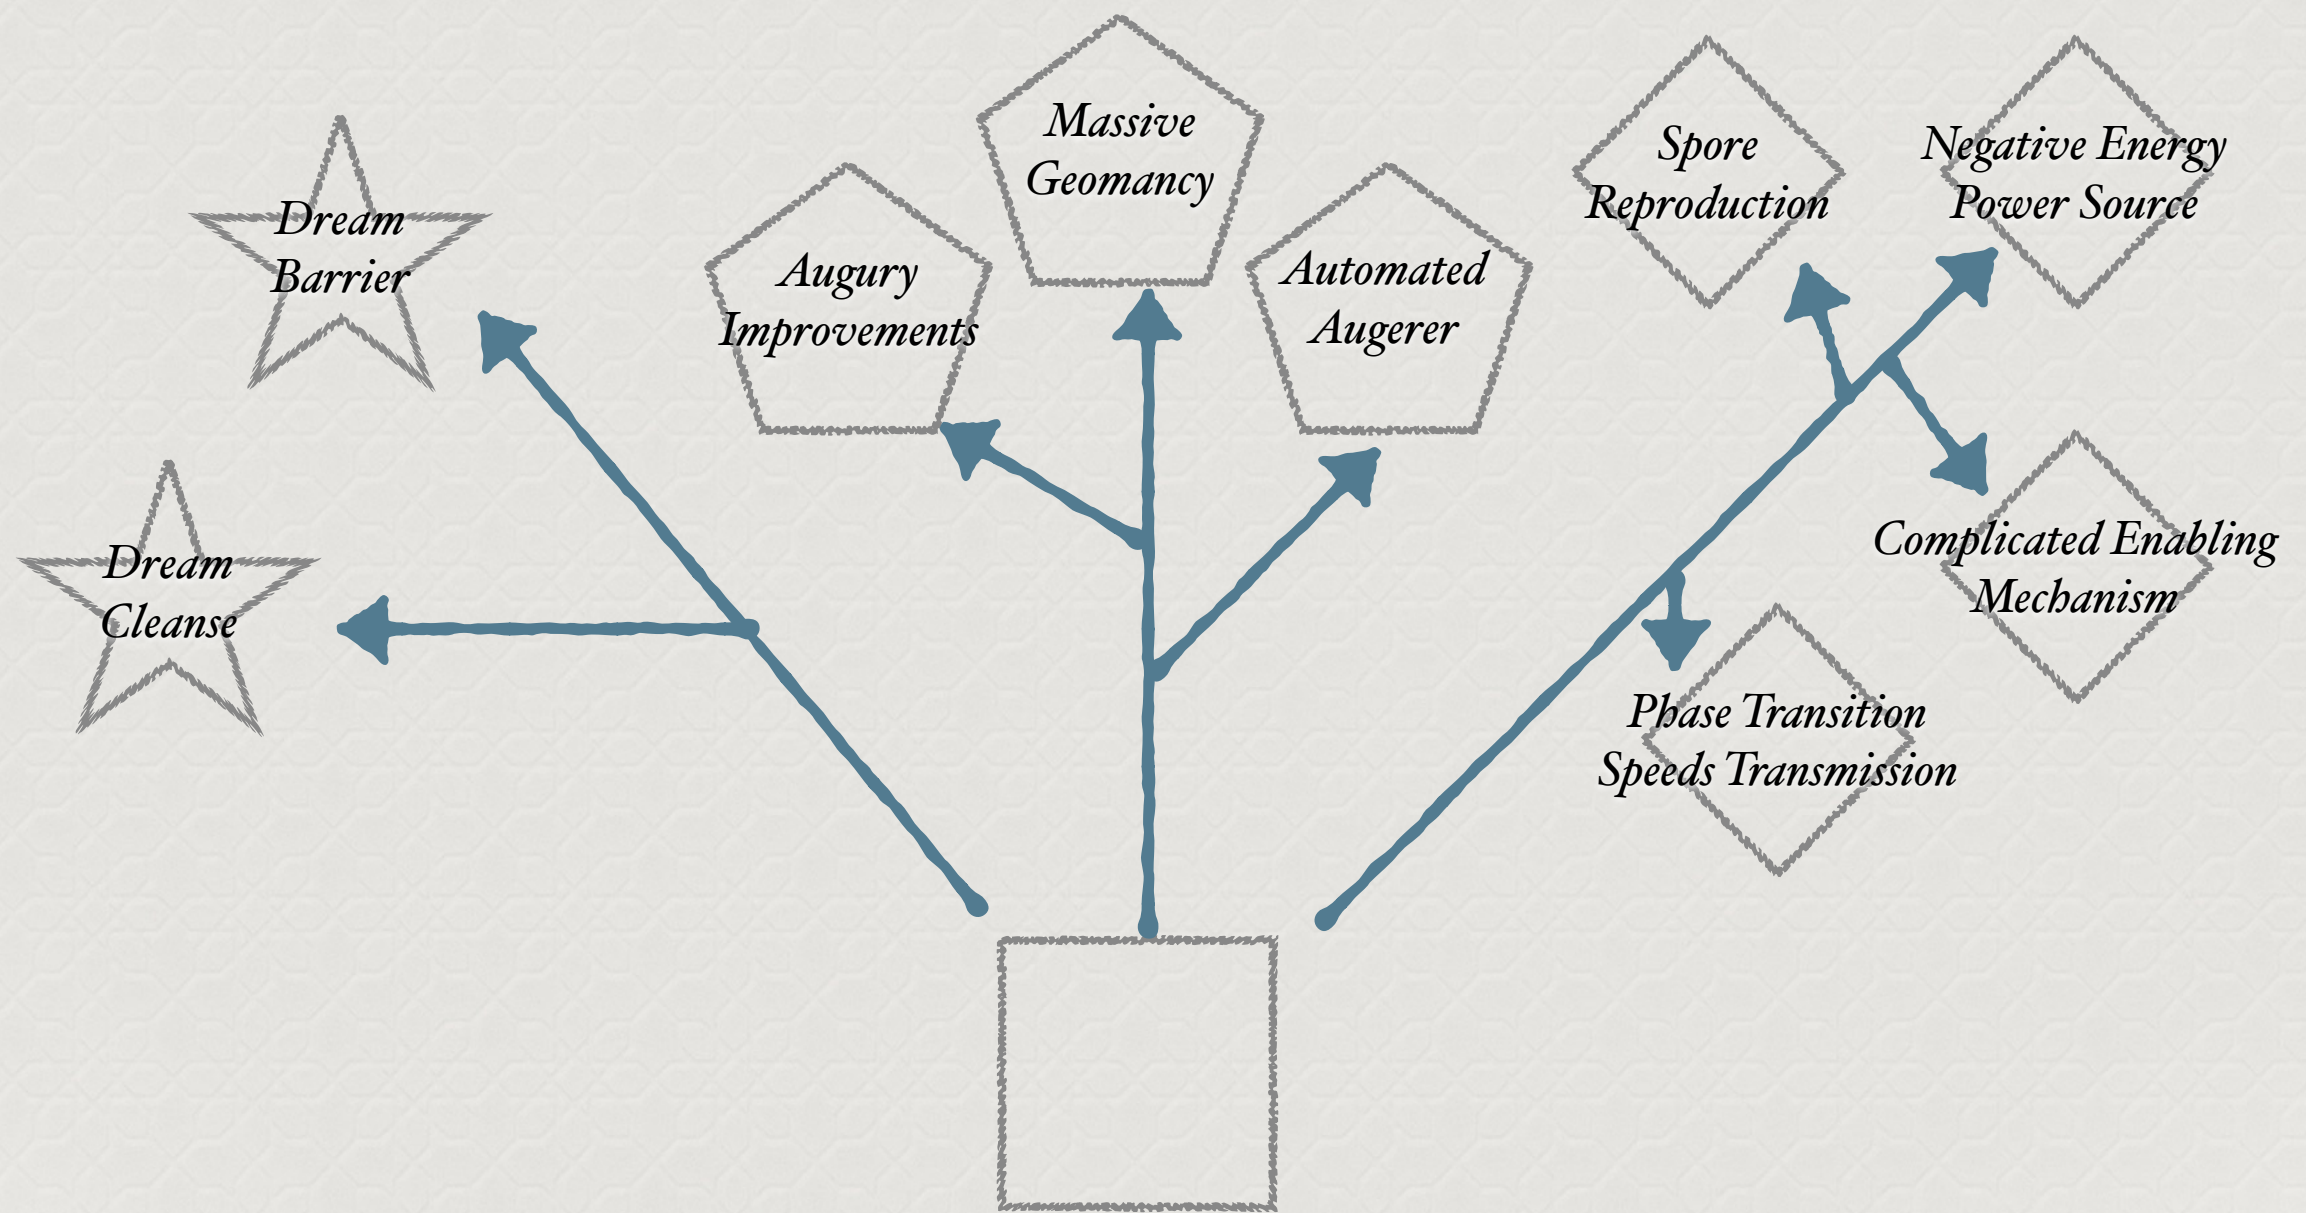 Dream
Barrier
Dream
Cleanse
Augury
Improvements
Massive
Geomancy
Automated
Augerer
Spore
Reproduction
Negative Energy
Power Source
Complicated Enabling
Mechanism
Phase Transition
Speeds Transmission